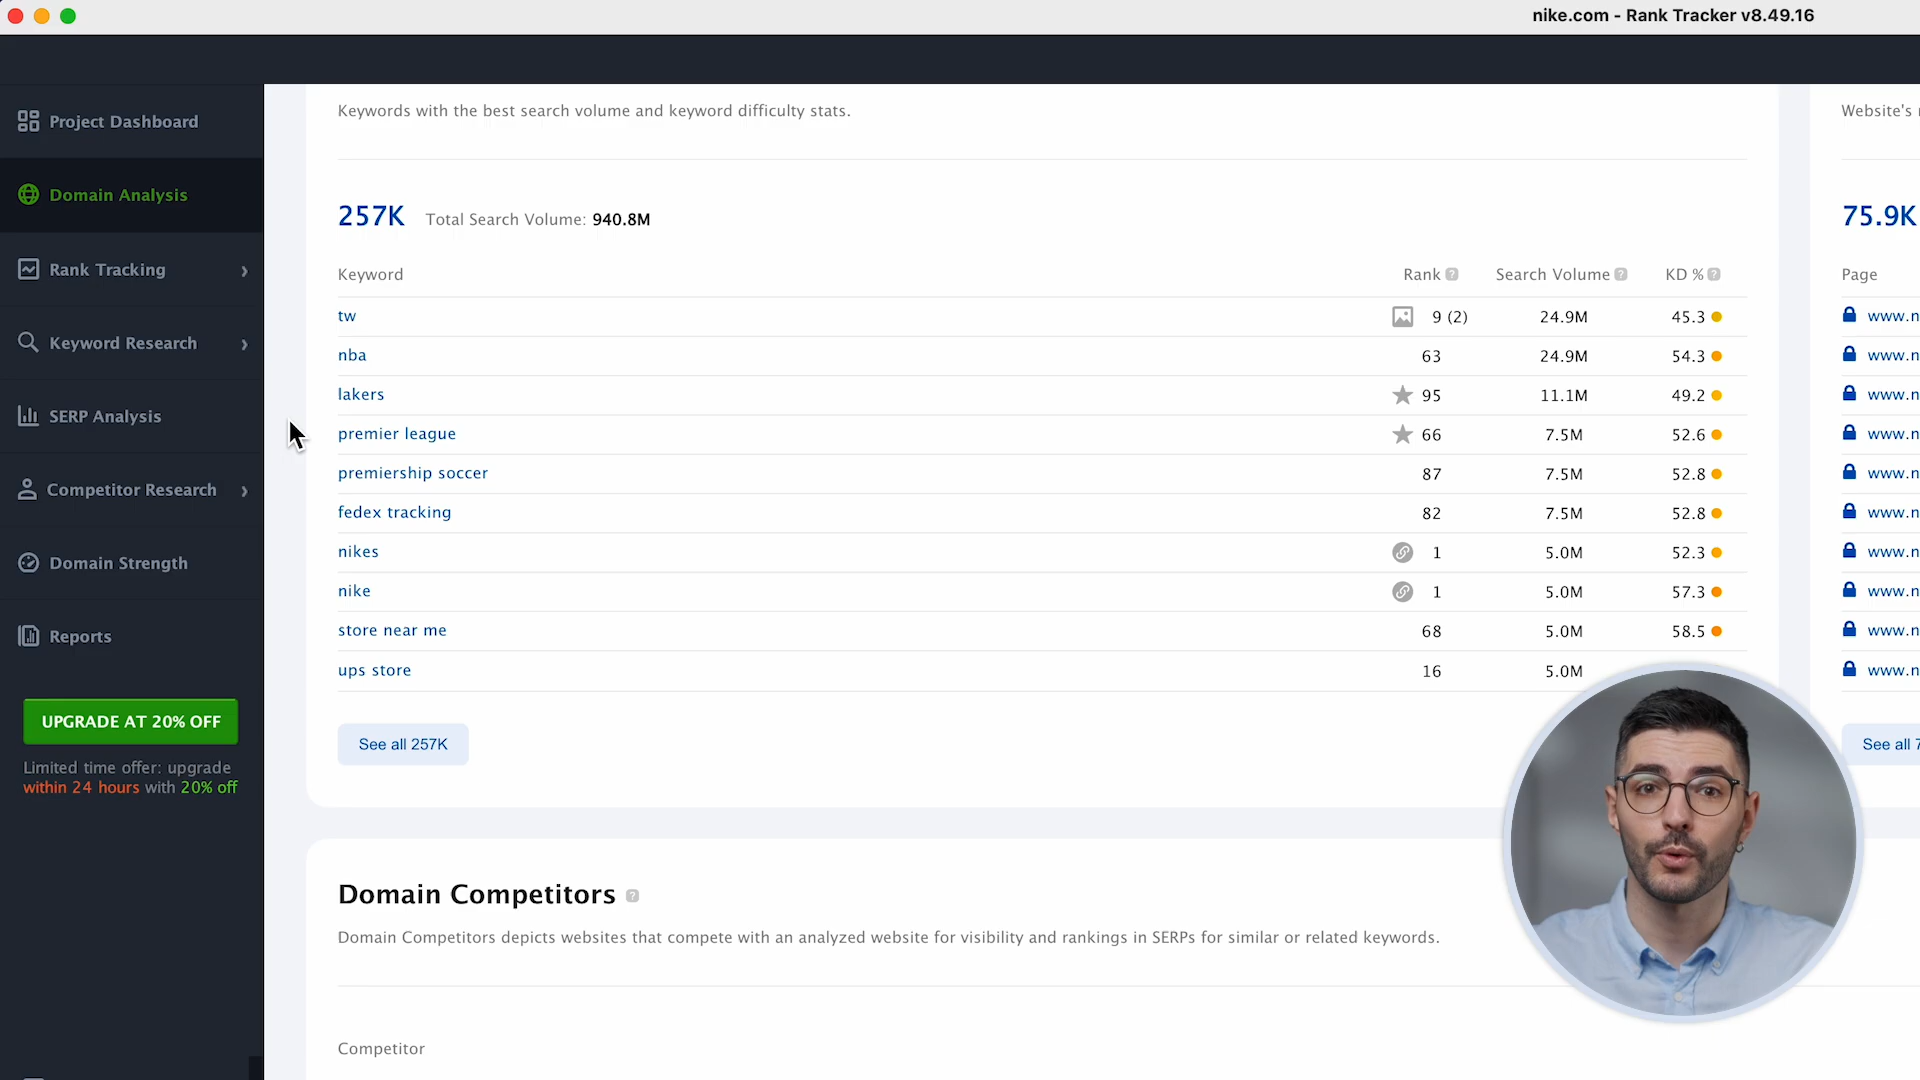 nike.com - Rank Tracker v8.49.16
Project Dashboard
Domain Analysis
Rank Tracking
Keyword Research
SERP Analysis
Competitor Research
Domain Strength
Reports
UPGRADE AT 20% OFF
Limited time offer: upgrade
within 24 hours with 20% off
Keywords with the best search volume and keyword difficulty stats.
257K Total Search Volume: 940.8M
Keyword Rank Search Volume KD %
tw 9 (2) 24.9M 45.3
nba 63 24.9M 54.3
lakers 95 11.1M 49.2
premier league 66 7.5M 52.6
premiership soccer 87 7.5M 52.8
fedex tracking 82 7.5M 52.8
nikes 1 5.0M 52.3
nike 1 5.0M 57.3
store near me 68 5.0M 58.5
ups store 16 5.0M
See all 257K
Website's
75.9K
Page
www.n
www.n
www.n
www.n
www.n
www.n
www.n
www.n
www.n
www.n
See all 7
Domain Competitors
Domain Competitors depicts websites that compete with an analyzed website for visibility and rankings in SERPs for similar or related keywords.
Competitor